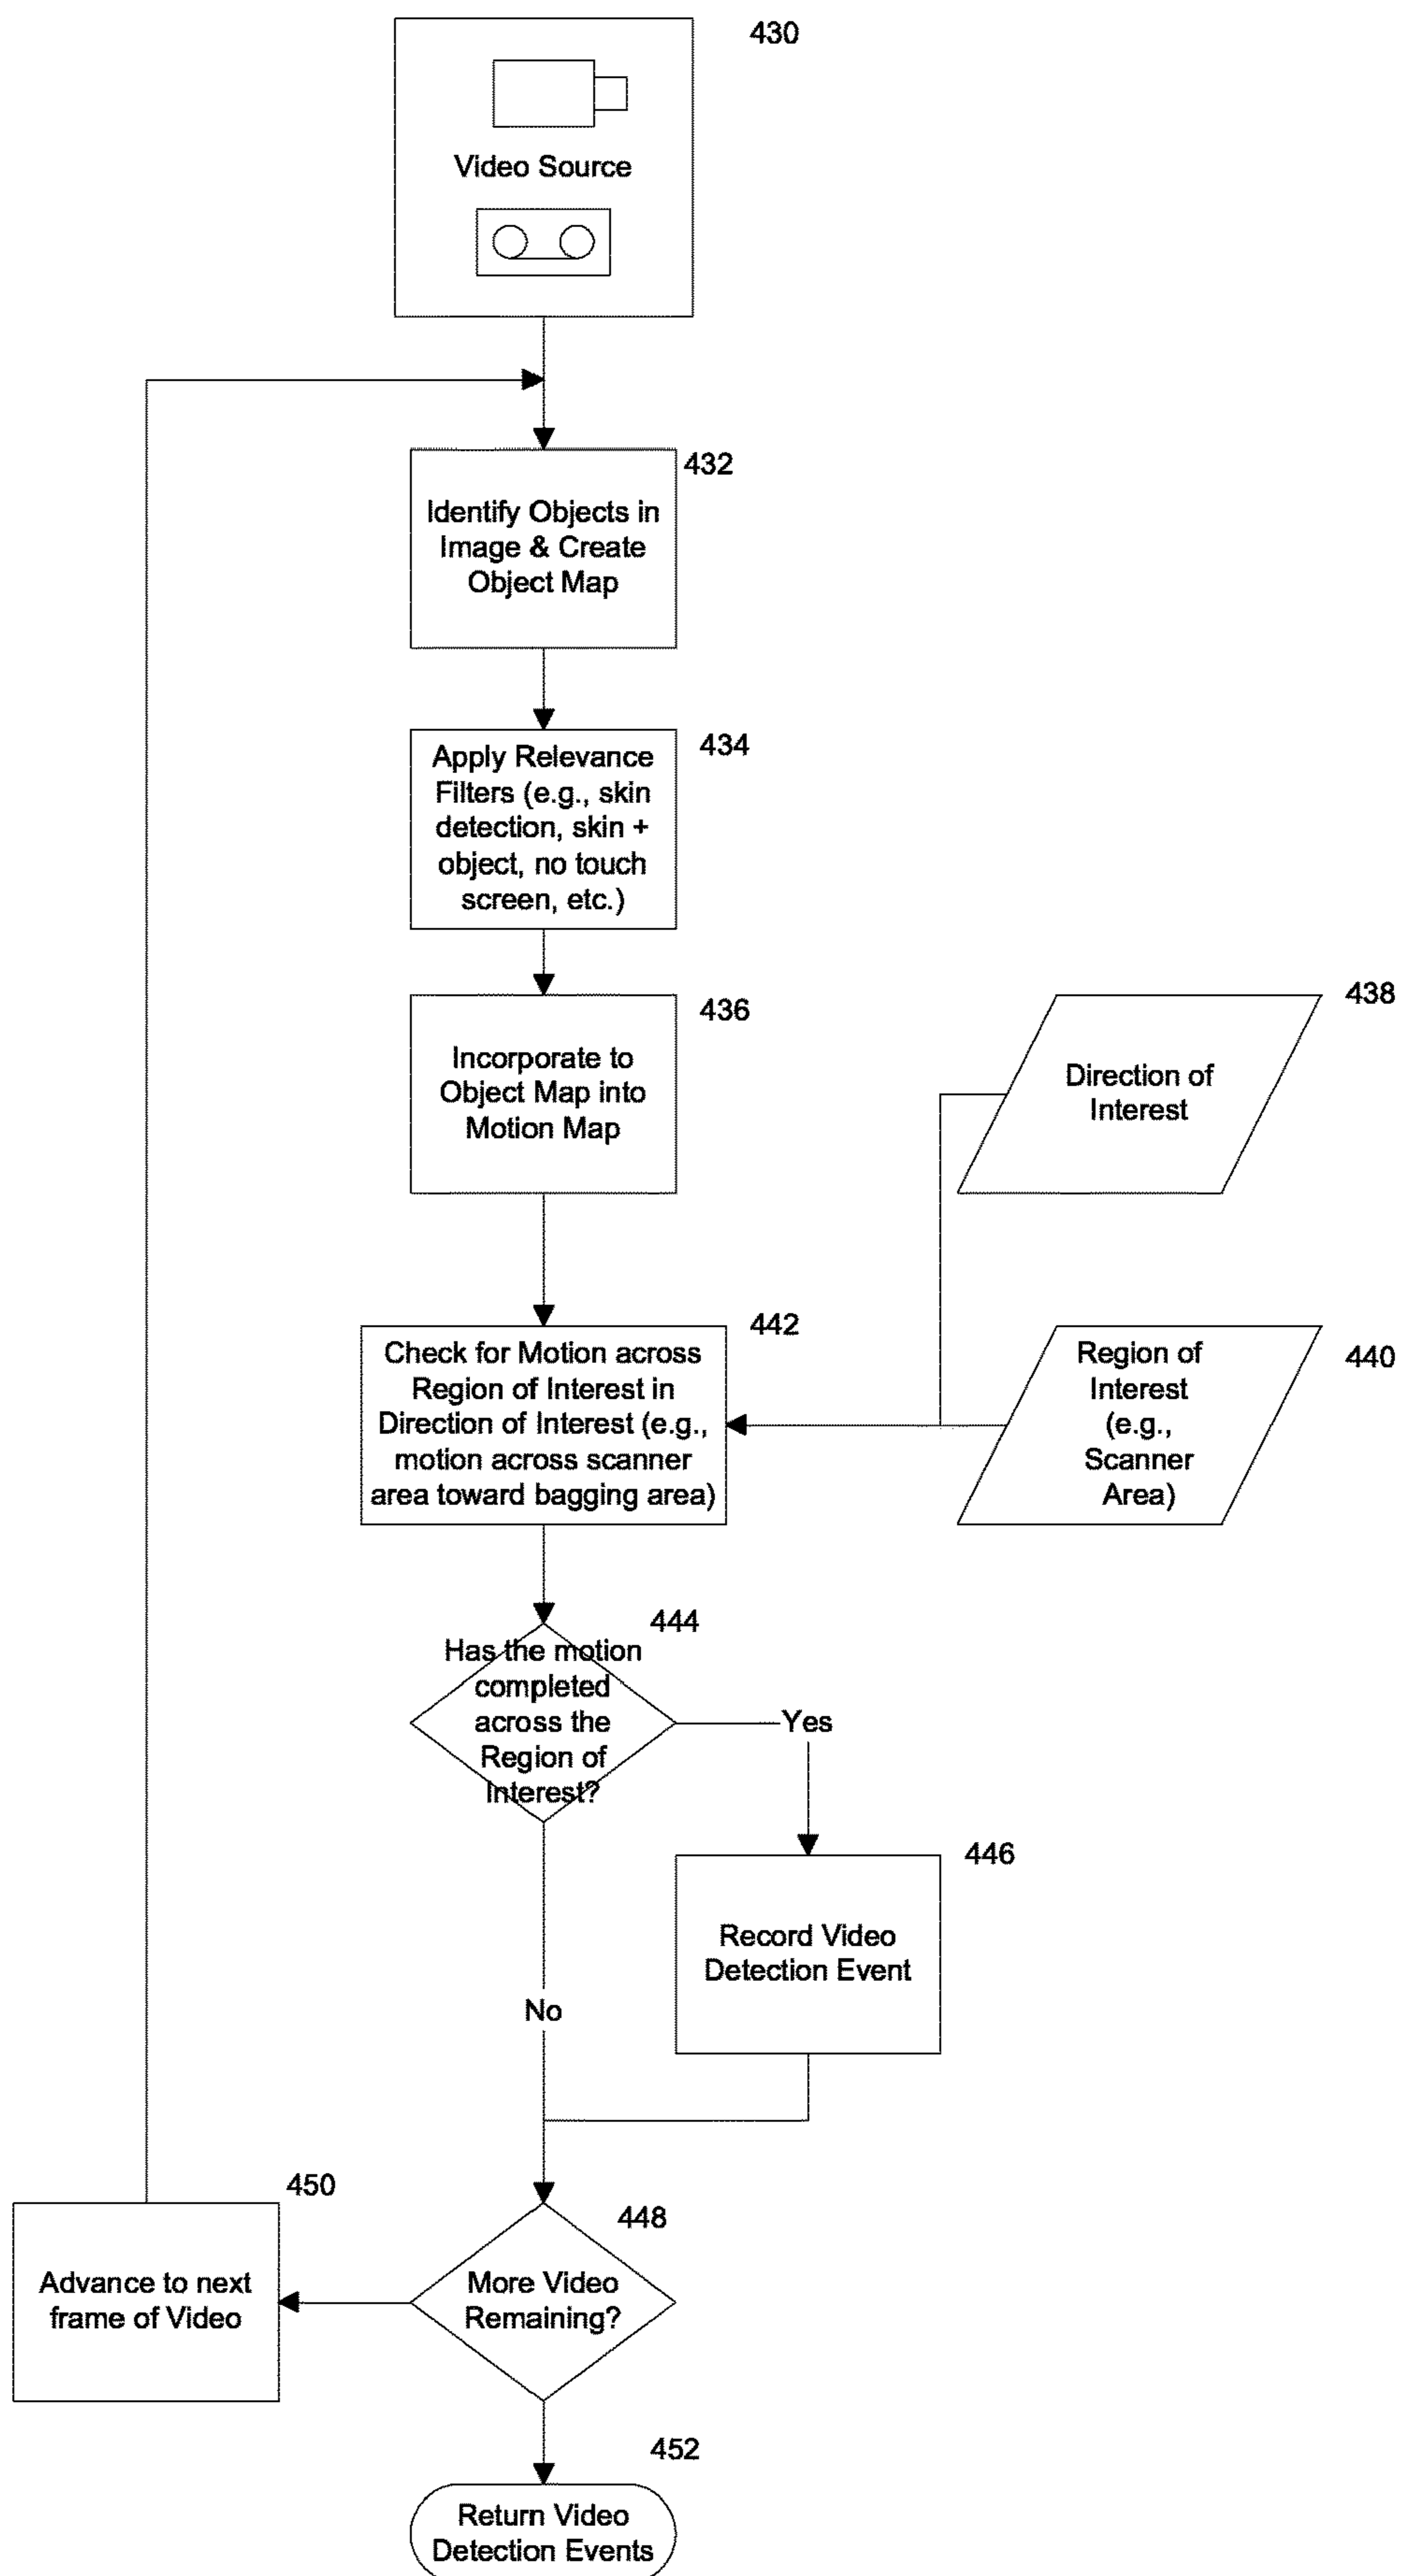 430
Video Source
432
Identify Objects in
Image & Create
Object Map
434
Apply Relevance
Filters (e.g., skin
detection, skin +
object, no touch
screen, etc.)
436
Incorporate to
Object Map into
Motion Map
438
Direction of
Interest
442
Check for Motion across
Region of Interest in
Direction of Interest (e.g.,
motion across scanner
area toward bagging area)
440
Region of
Interest
(e.g.,
Scanner
Area)
444
Has the motion
completed
across the
Region of
Interest?
Yes
446
Record Video
Detection Event
No
450
Advance to next
frame of Video
448
More Video
Remaining?
452
Return Video
Detection Events